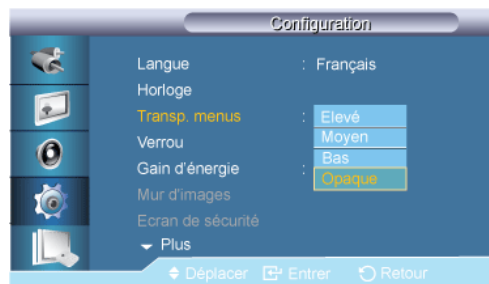 Configuration
Langue : Français
Horloge
Transp. menus : Elevé
Moyen
Verrou
Bas
Gain d'énergie :
Opaque
Mur d'images
Ecran de sécurité
Plus
Déplacer Entrer Retour